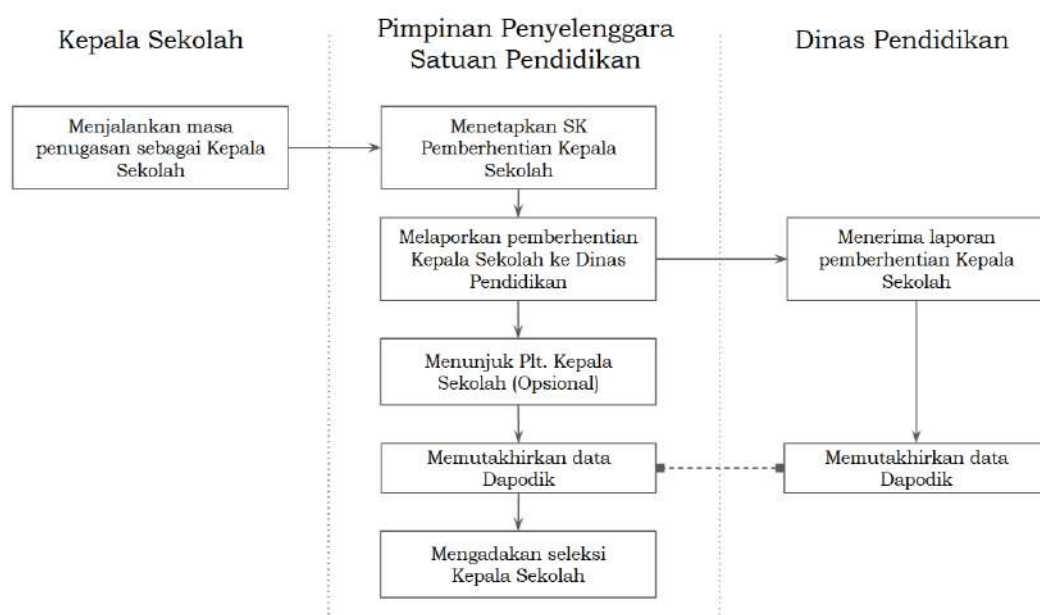 Kepala Sekolah
Pimpinan Penyelenggara
Satuan Pendidikan
Dinas Pendidikan
Menjalankan masa
penugasan sebagai Kepala
Sekolah
Menetapkan SK
Pemberhentian Kepala
Sekolah
Melaporkan pemberhentian
Kepala Sekolah ke Dinas
Pendidikan
Menerima laporan
pemberhentian Kepala
Sekolah
Menunjuk Plt. Kepala
Sekolah (Opsional)
Memutakhirkan data
Dapodik
Memutakhirkan data
Dapodik
Mengadakan seleksi
Kepala Sekolah